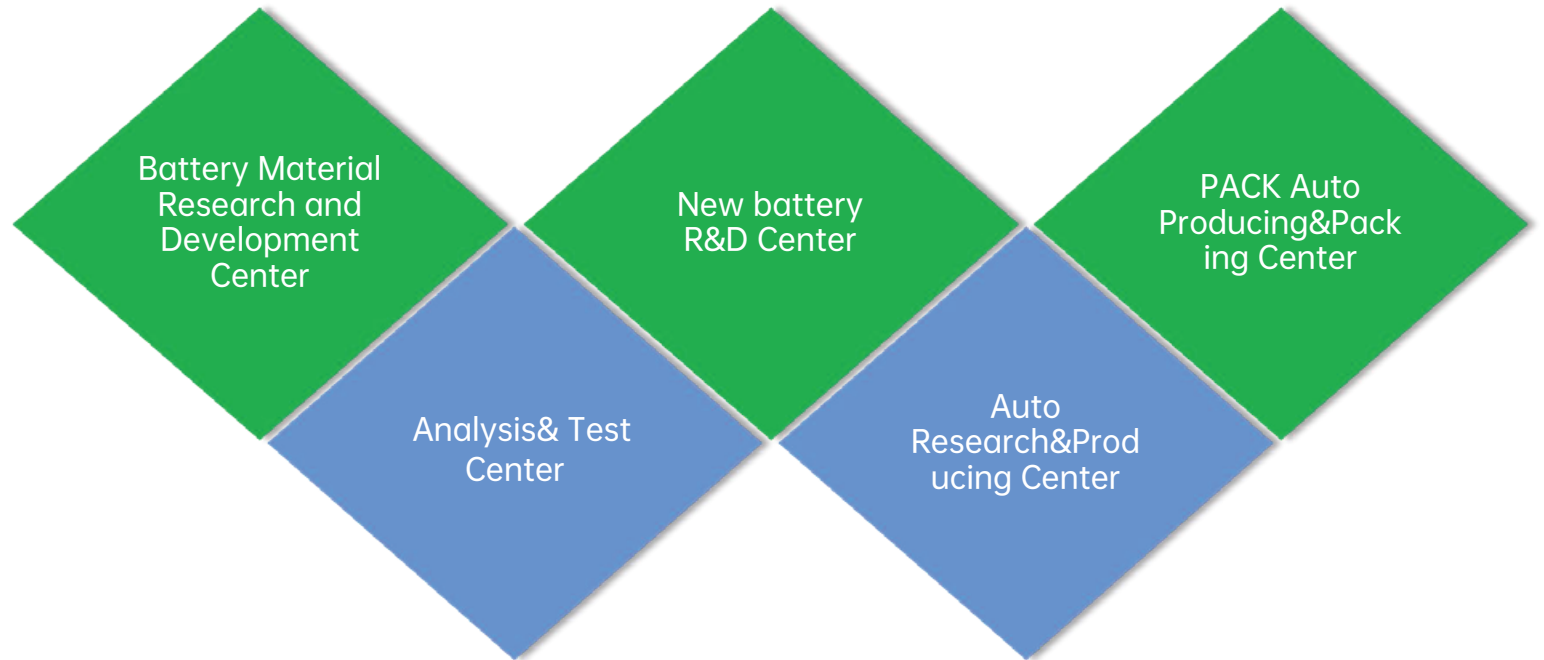 Battery Material
Research and
Development
Center
New battery
R&D Center
PACK Auto
Producing&Pack
ing Center
Analysis& Test
Center
Auto
Research&Prod
ucing Center